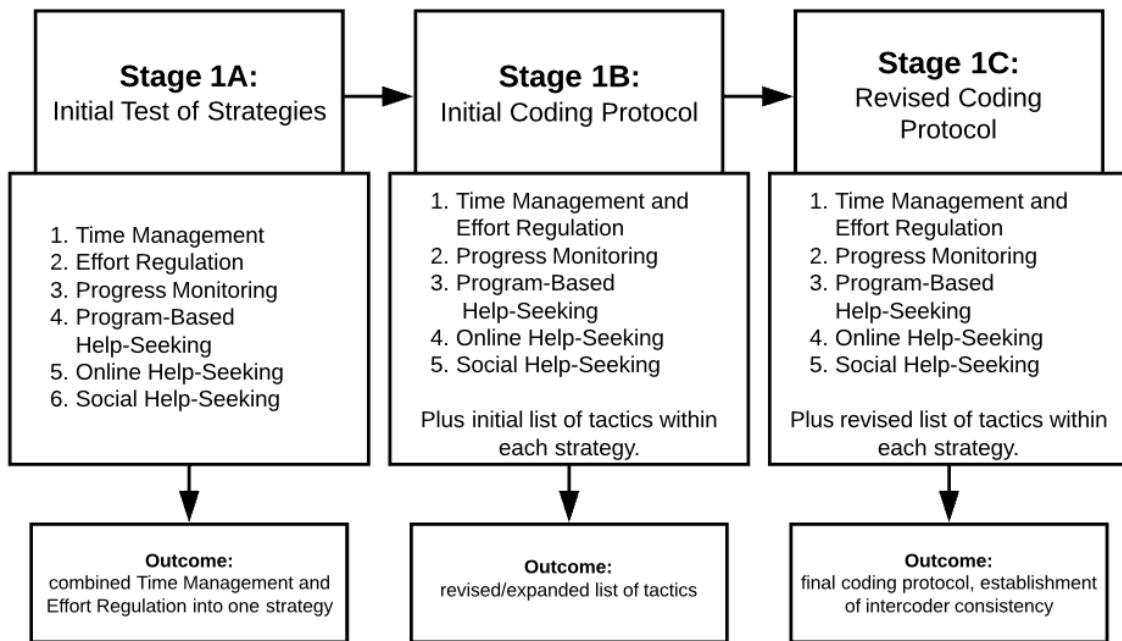 Stage 1A:
Initial Test of Strategies
1. Time Management
2. Effort Regulation
3. Progress Monitoring
4. Program-Based
Help-Seeking
5. Online Help-Seeking
6. Social Help-Seeking
Outcome:
combined Time Management and
Effort Regulation into one strategy
Stage 1B:
Initial Coding Protocol
1. Time Management and
Effort Regulation
2. Progress Monitoring
3. Program-Based
Help-Seeking
4. Online Help-Seeking
5. Social Help-Seeking
Plus initial list of tactics within
each strategy.
Outcome:
revised/expanded list of tactics
Stage 1C:
Revised Coding
Protocol
1. Time Management and
Effort Regulation
2. Progress Monitoring
3. Program-Based
Help-Seeking
4. Online Help-Seeking
5. Social Help-Seeking
Plus revised list of tactics within
each strategy.
Outcome:
final coding protocol, establishment
of intercoder consistency